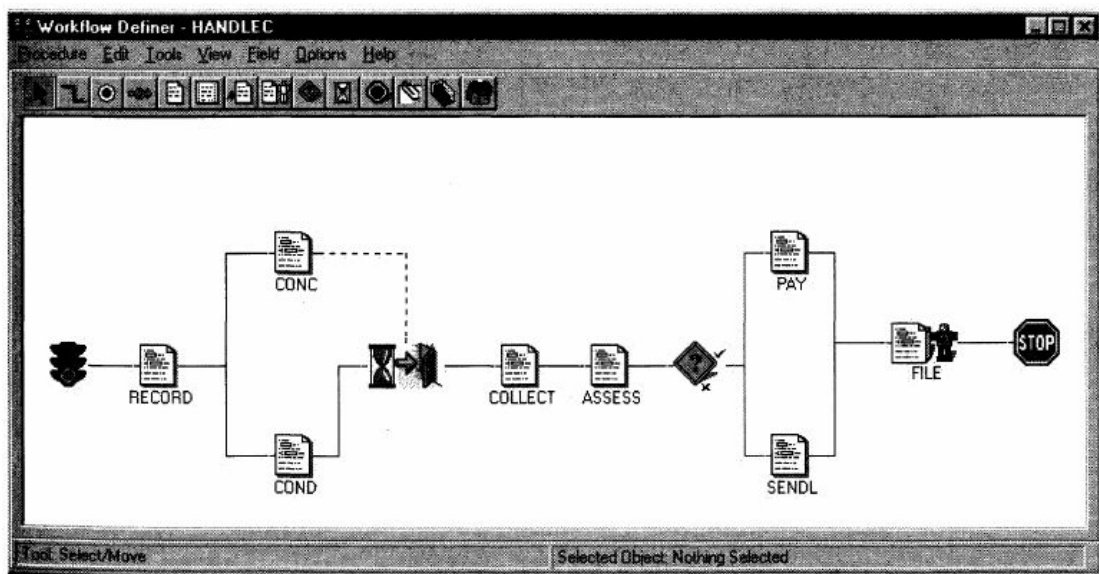 Workflow Definer - HANDLEC
Procedure Edit Tools View Field Options Help
CONC
PAY
RECORD
COLLECT
ASSESS
?
FILE
STOP
COND
SENDL
Tool: Select/Move
Selected Object: Nothing Selected